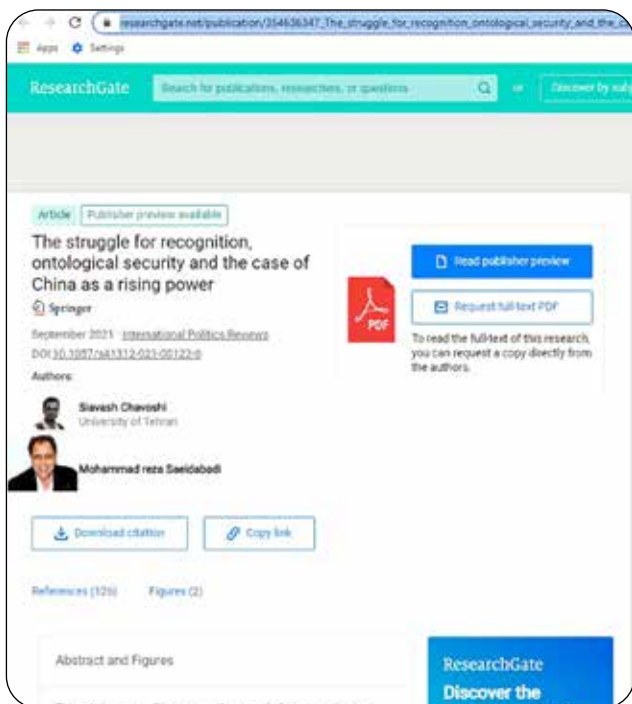 researchgate.net/publication/354636347_The_struggle_for_recognition_ontological_security_and_the_c
Apps Settings
ResearchGate
Search for publications, researchers, or questions
or
Discover by subj
Article
Publisher preview available
The struggle for recognition,
ontological security and the case of
China as a rising power
Springer
September 2021 · International Politics Reviews
DOI:10.1057/s41312-021-00122-0
Authors:
Siavash Chavoshi
University of Tehran
Mohammad reza Saeidabadi
Download citation
Copy link
References (126)
Figures (2)
PDF
Read publisher preview
Request full-text PDF
To read the full-text of this research,
you can request a copy directly from
the authors.
Abstract and Figures
ResearchGate
Discover the